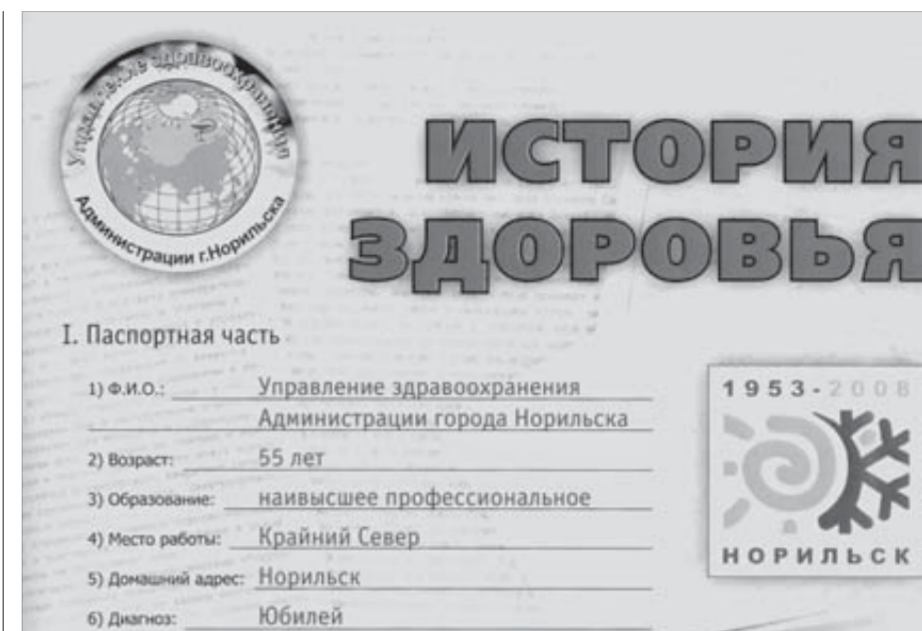 Управление здравоохранения
Администрации г.Норильска
ИСТОРИЯ
ЗДОРОВЬЯ
I. Паспортная часть
1) Ф.И.О.: Управление здравоохранения
Администрации города Норильска
2) Возраст: 55 лет
3) Образование: наивысшее профессиональное
4) Место работы: Крайний Север
5) Домашний адрес: Норильск
6) Диагноз: Юбилей
1953-2008
НОРИЛЬСК